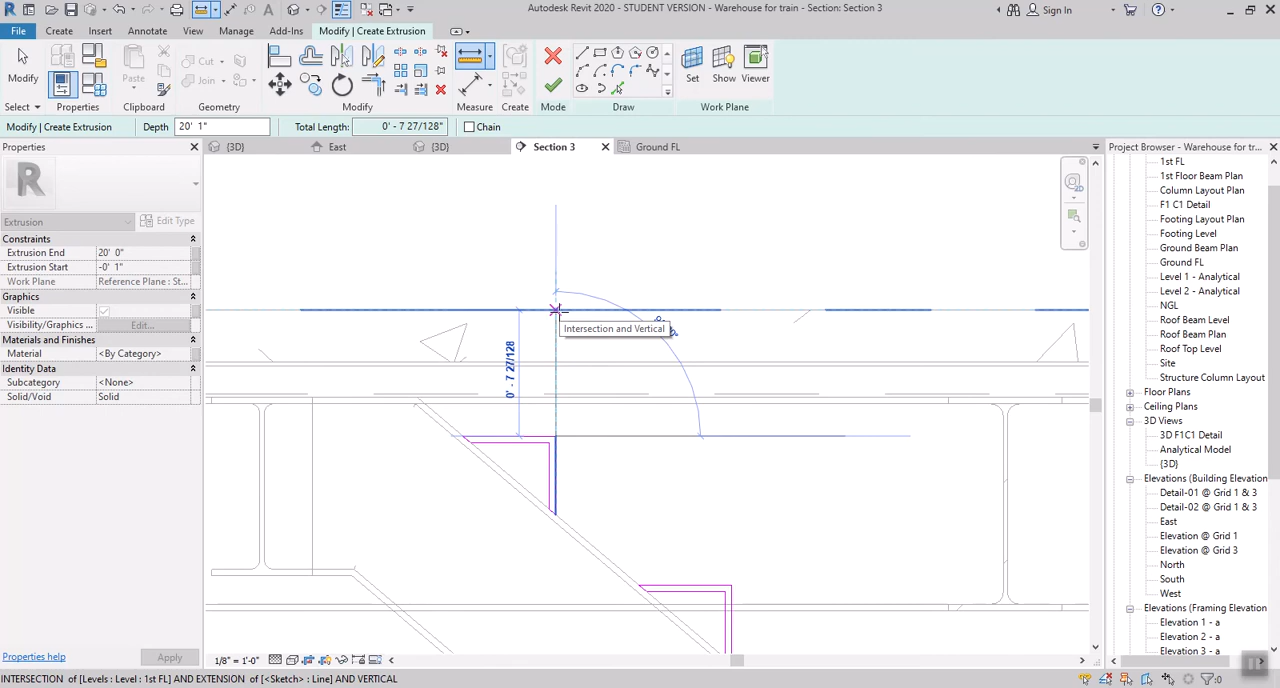 Autodesk Revit 2020 - STUDENT VERSION - Warehouse for train - Section: Section 3
Sign In
File Create Insert Annotate View Manage Add-Ins Modify | Create Extrusion
Modify Paste Cut Join
Set Show Viewer
Select Properties Clipboard Geometry Modify Measure Create Mode Draw Work Plane
Modify | Create Extrusion Depth 20' 1" Total Length: 0' - 7 27/128" Chain
Properties {3D} East {3D} Section 3 Ground FL Project Browser - Warehouse for tr...
Extrusion Edit Type
Constraints
Extrusion End 20' 0"
Extrusion Start -0' 1"
Work Plane Reference Plane : St...
Graphics
Visible
Visibility/Graphics ... Edit...
Materials and Finishes
Material <By Category>
Identity Data
Subcategory <None>
Solid/Void Solid
Properties help Apply
2D
0' - 7 27/128
Intersection and Vertical
1st FL
1st Floor Beam Plan
Column Layout Plan
F1 C1 Detail
Footing Layout Plan
Footing Level
Ground Beam Plan
Ground FL
Level 1 - Analytical
Level 2 - Analytical
NGL
Roof Beam Level
Roof Beam Plan
Roof Top Level
Site
Structure Column Layout
Floor Plans
Ceiling Plans
3D Views
3D F1C1 Detail
Analytical Model
{3D}
Elevations (Building Elevation
Detail-01 @ Grid 1 & 3
Detail-02 @ Grid 1 & 3
East
Elevation @ Grid 1
Elevation @ Grid 3
North
South
West
Elevations (Framing Elevation
Elevation 1 - a
Elevation 2 - a
Elevation 3 - a
1/8" = 1'-0"
INTERSECTION of [Levels : Level : 1st FL] AND EXTENSION of [<Sketch> : Line] AND VERTICAL
:0